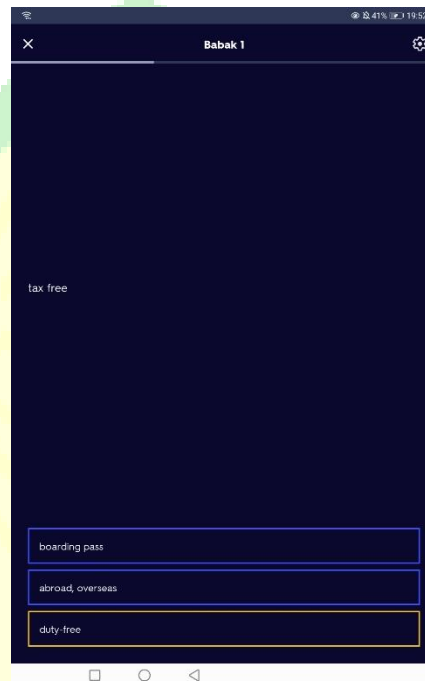 41% 19:52
Babak 1
tax free
boarding pass
abroad, overseas
duty-free